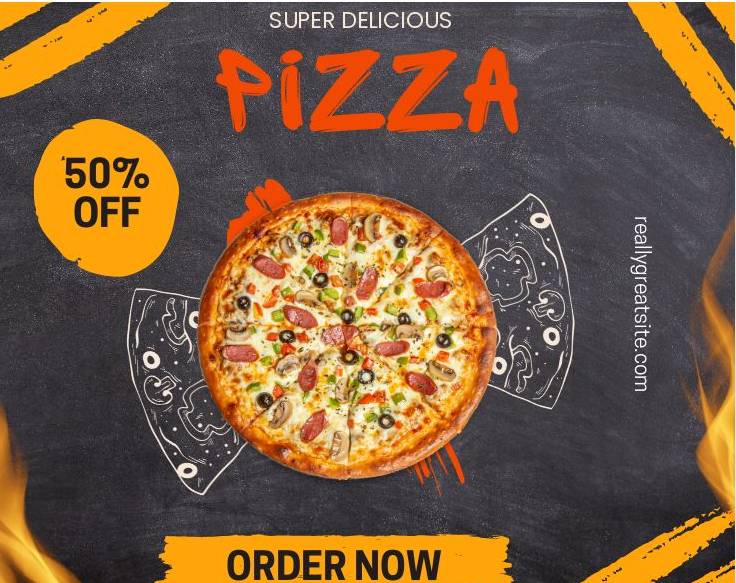 SUPER DELICIOUS
PiZZA
50%
OFF
reallygreatsite.com
ORDER NOW